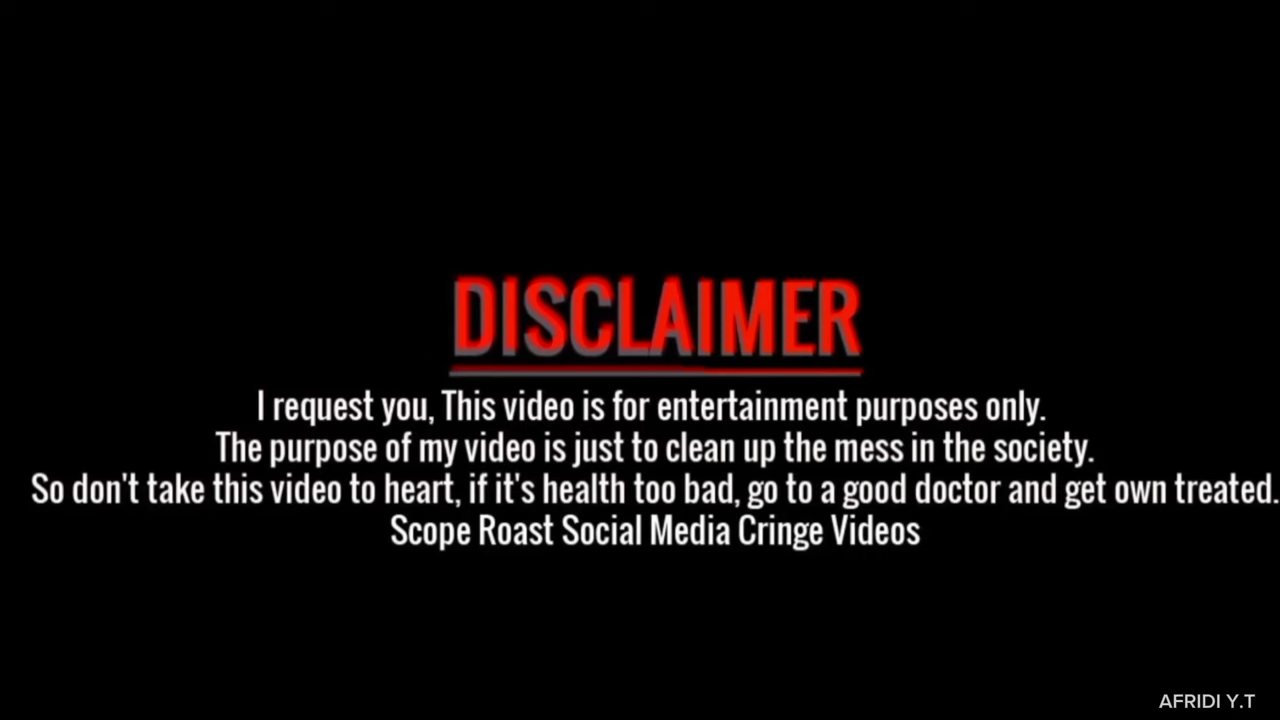 DISCLAIMER
I request you, This video is for entertainment purposes only.
The purpose of my video is just to clean up the mess in the society.
So don't take this video to heart, if it's health too bad, go to a good doctor and get own treated.
Scope Roast Social Media Cringe Videos
AFRIDI Y.T